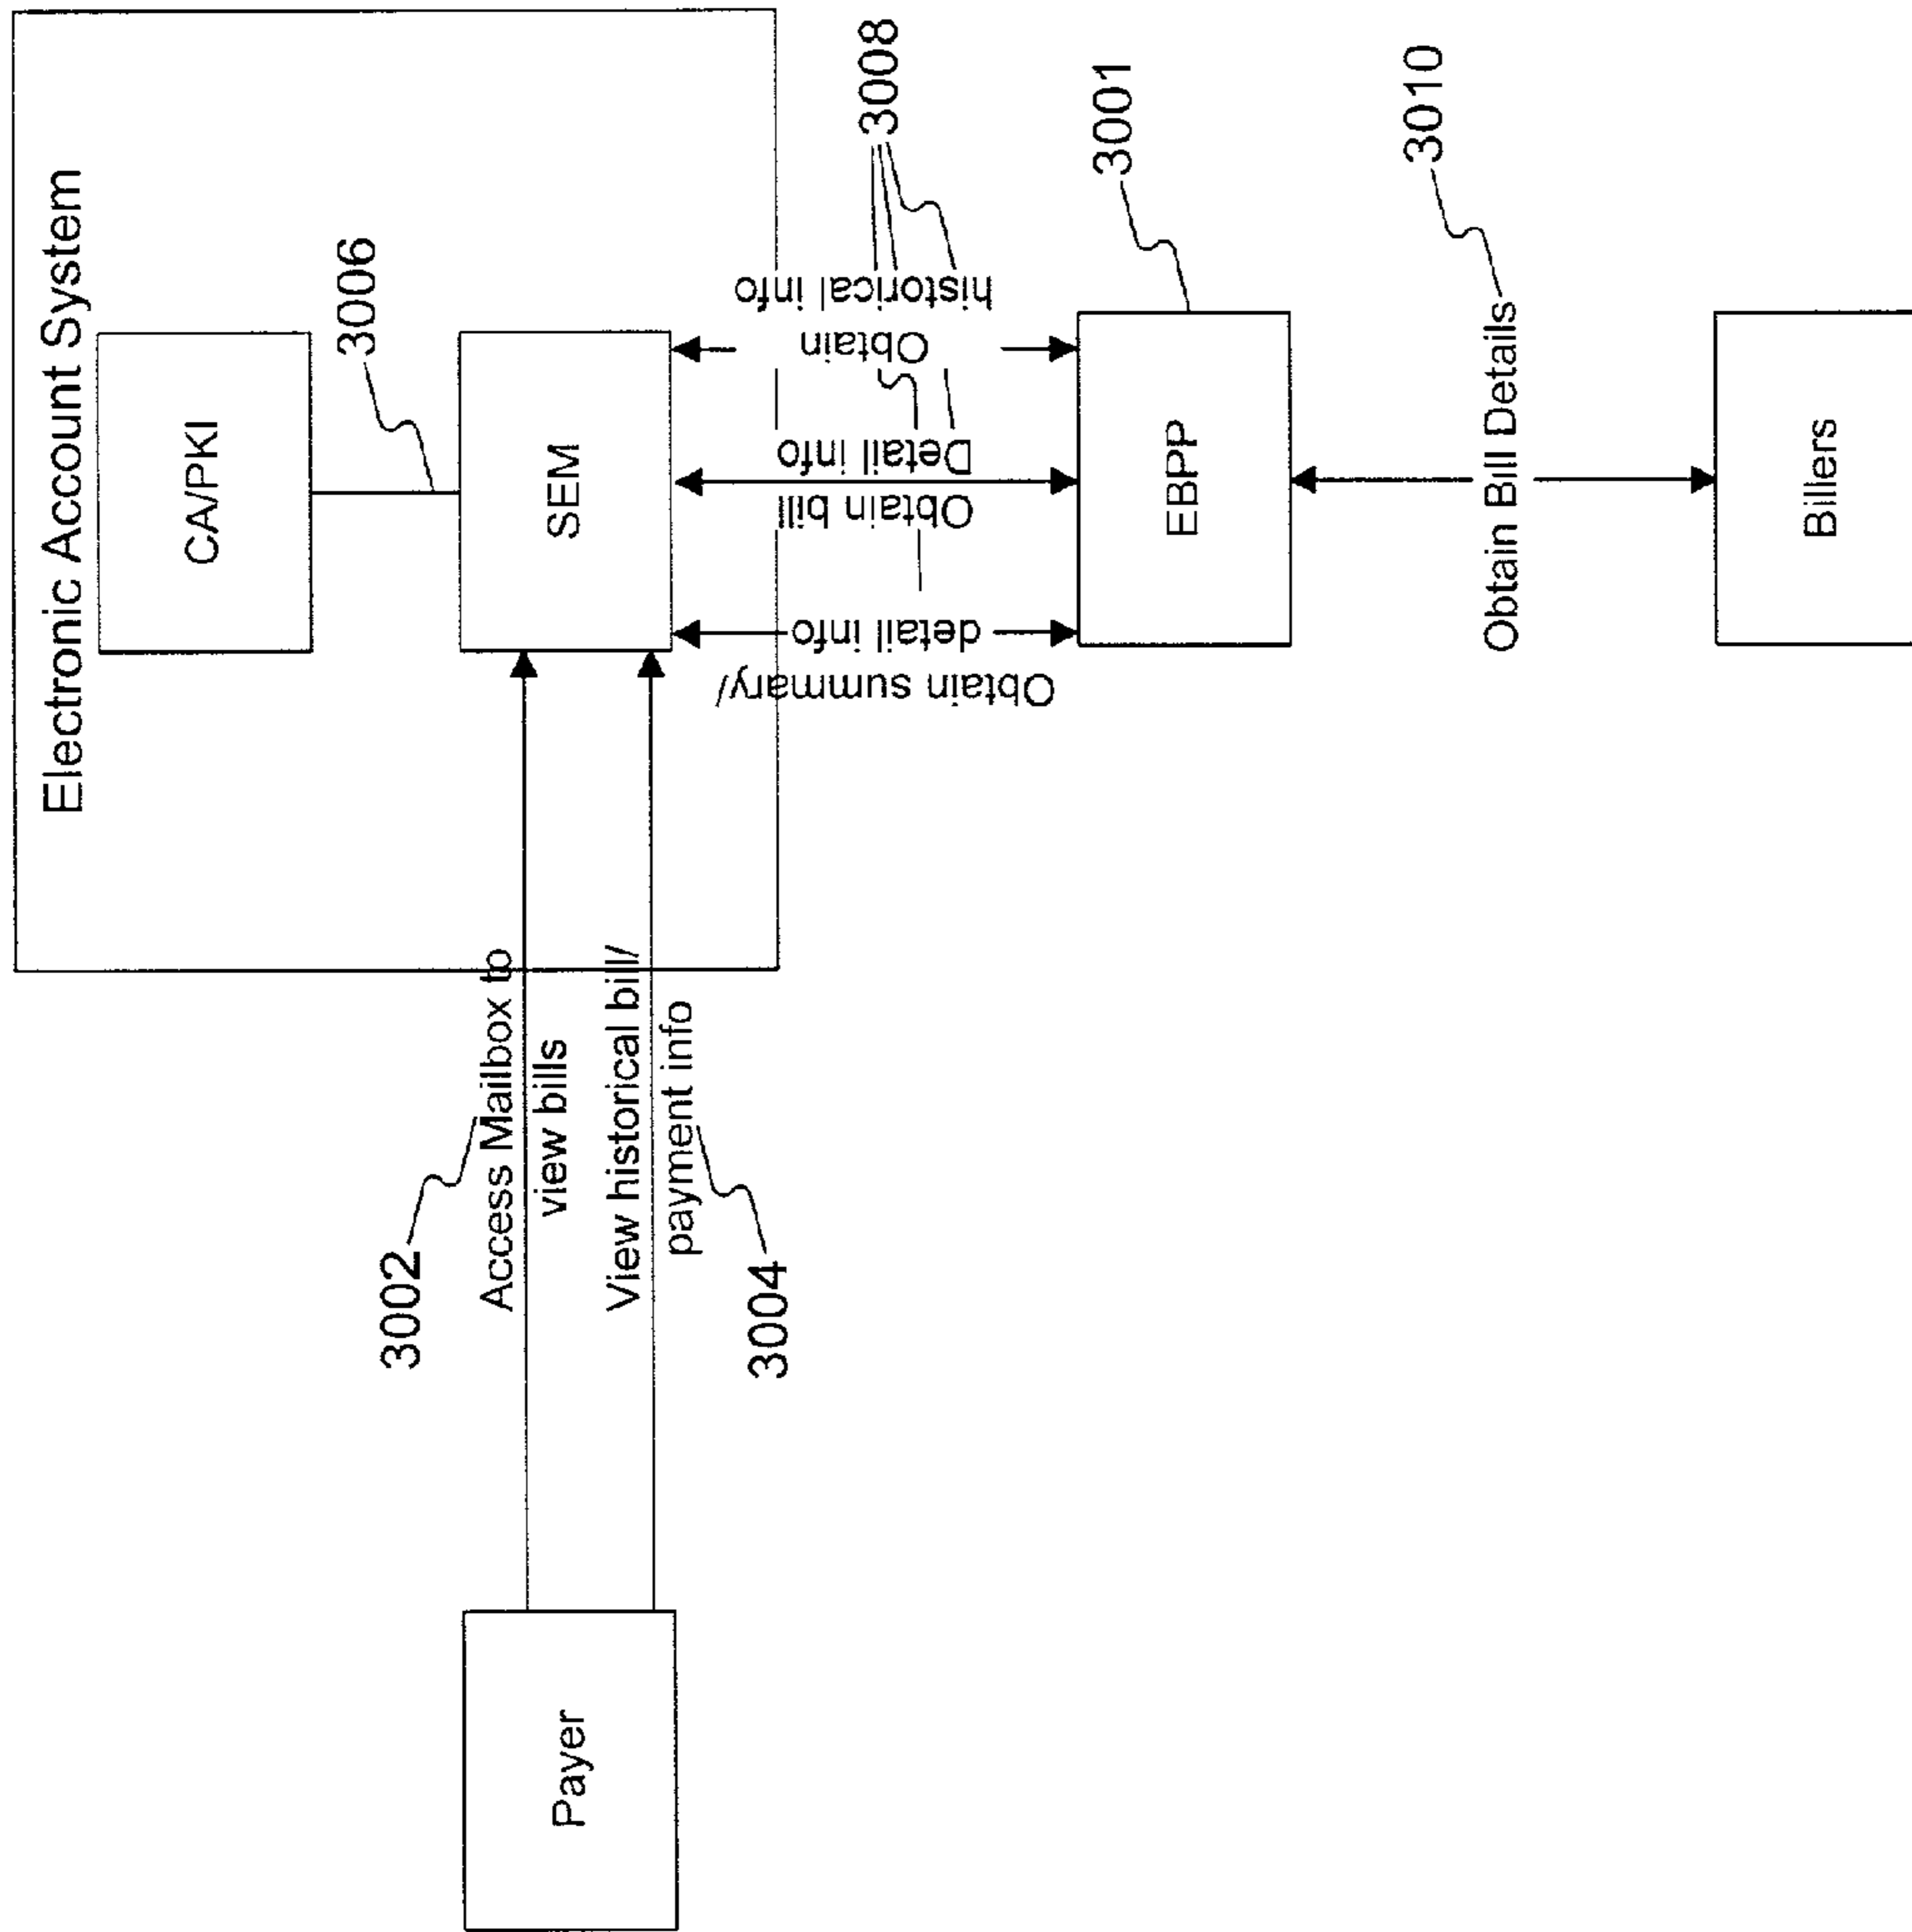 Electronic Account System
CA/PKI
3006
SEM
3002
Access Mailbox to
view bills
View historical bill/
payment info
3004
Payer
Obtain summary/
detail info
Obtain bill
Detail info
Obtain
historical info
3008
EBPP
3001
Obtain Bill Details
3010
Billers